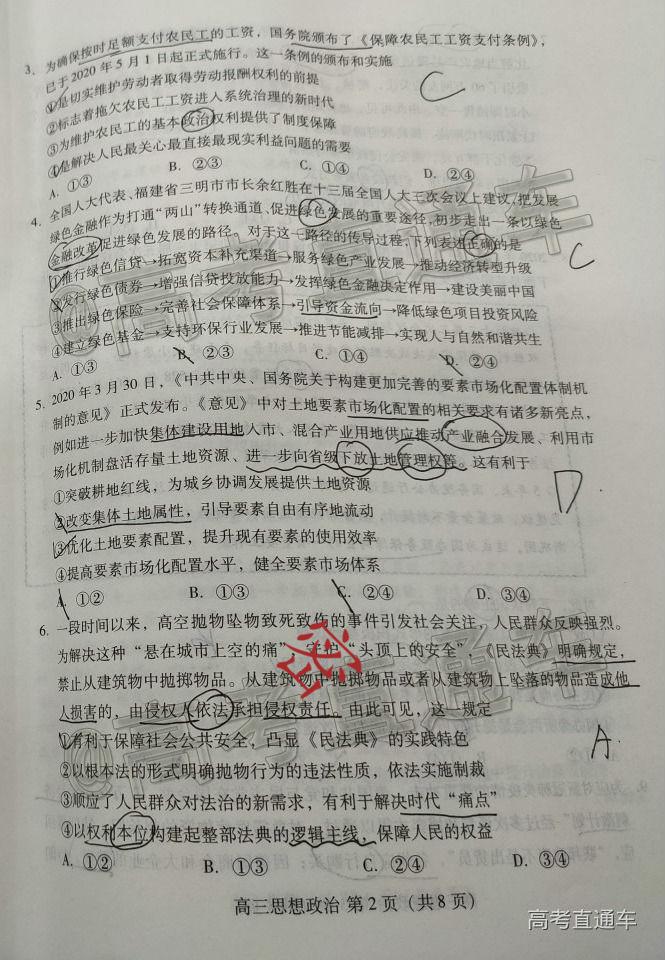 3. 为确保按时足额支付农民工的工资，国务院颁布了《保障农民工工资支付条例》，
已于2020年5月1日起正式施行。这一条例的颁布和实施
①是切实维护劳动者取得劳动报酬权利的前提
②标志着拖欠农民工工资进入系统治理的新时代
③为维护农民工的基本政治权利提供了制度保障
④是解决人民最关心最直接最现实利益问题的需要
A. ①③ B. ②③ C. ①④ D. ②④
C
4. 全国人大代表、福建省三明市市长余红胜在十三届全国人大三次会议上建议，把发展
绿色金融作为打通“两山”转换通道、促进绿色发展的重要途径，初步走出一条以绿色
金融改革促进绿色发展的路径。对于这一路径的传导过程，下列表述正确的是
①推行绿色信贷→拓宽资本补充渠道→服务绿色产业发展→推动经济转型升级
②发行绿色债券→增强信贷投放能力→发挥绿色金融决定作用→建设美丽中国
③推出绿色保险→完善社会保障体系→引导资金流向→降低绿色项目投资风险
④建立绿色基金→支持环保行业发展→推进节能减排→实现人与自然和谐共生
A. ①③ B. ②③ C. ①④ D. ②④
C
5. 2020年3月30日，《中共中央、国务院关于构建更加完善的要素市场化配置体制机
制的意见》正式发布。《意见》中对土地要素市场化配置的相关要求有诸多新亮点，
例如进一步加快集体建设用地入市、混合产业用地供应推动产业融合发展、利用市
场化机制盘活存量土地资源、进一步向省级下放土地管理权等。这有利于
①突破耕地红线，为城乡协调发展提供土地资源
②改变集体土地属性，引导要素自由有序地流动
③优化土地要素配置，提升现有要素的使用效率
④提高要素市场化配置水平，健全要素市场体系
A. ①② B. ①③ C. ②④ D. ③④
D
6. 一段时间以来，高空抛物坠物致死致伤的事件引发社会关注，人民群众反映强烈。
为解决这种“悬在城市上空的痛”，守护“头顶上的安全”，《民法典》明确规定，
禁止从建筑物中抛掷物品。从建筑物中抛掷物品或者从建筑物上坠落的物品造成他
人损害的，由侵权人依法承担侵权责任。由此可见，这一规定
①有利于保障社会公共安全，凸显《民法典》的实践特色
②以根本法的形式明确抛物行为的违法性质，依法实施制裁
③顺应了人民群众对法治的新需求，有利于解决时代“痛点”
④以权利本位构建起整部法典的逻辑主线，保障人民的权益
A. ①② B. ①③ C. ②④ D. ③④
A.
密
高三思想政治 第2页（共8页）
@高考直通车
@高考直通车
高考直通车